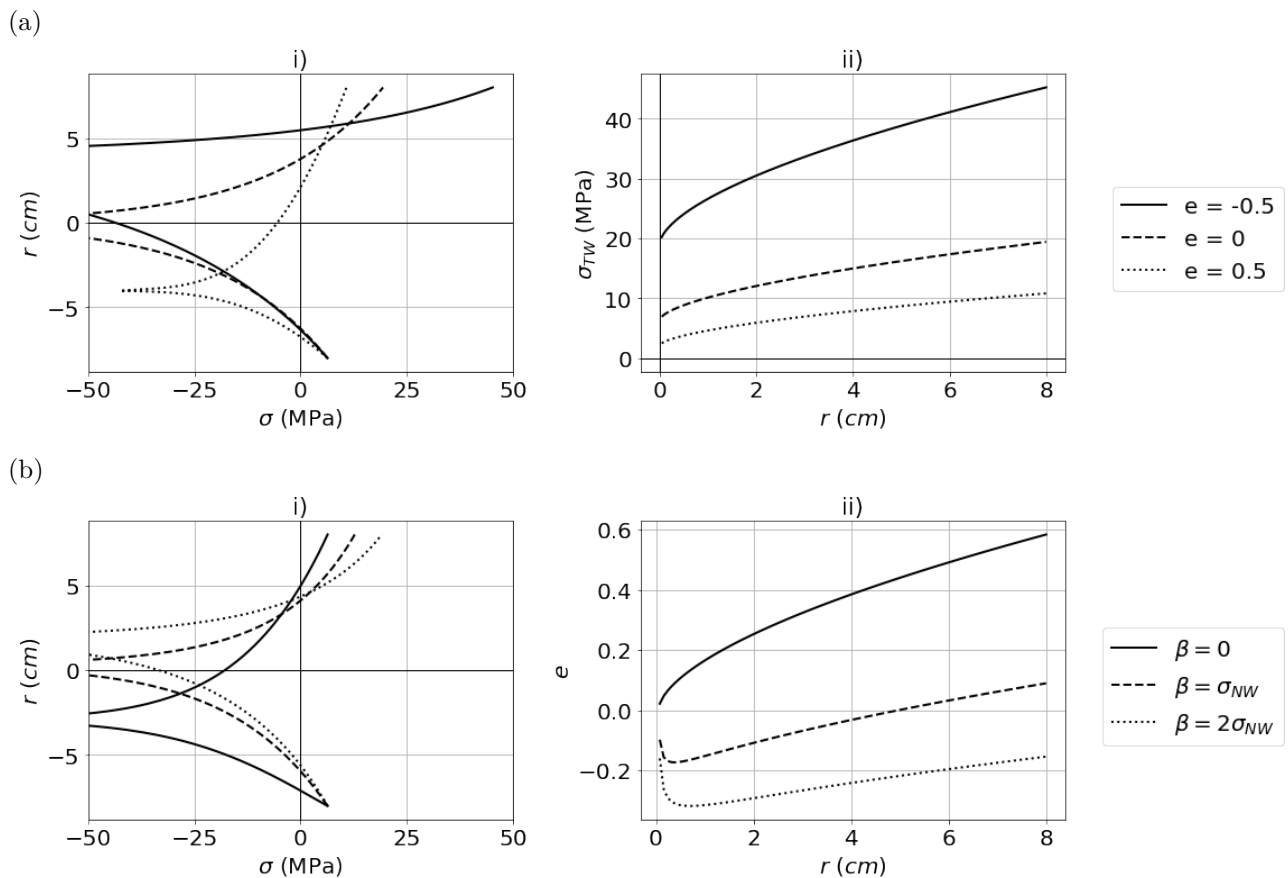 (a)
i)
ii)
r (cm)
5
0
−5
−50
−25
0
25
50
σ (MPa)
σ_TW (MPa)
40
30
20
10
0
0
2
4
6
8
r (cm)
e = -0.5
e = 0
e = 0.5
(b)
i)
ii)
r (cm)
5
0
−5
−50
−25
0
25
50
σ (MPa)
e
0.6
0.4
0.2
0.0
−0.2
0
2
4
6
8
r (cm)
β = 0
β = σ_NW
β = 2σ_NW